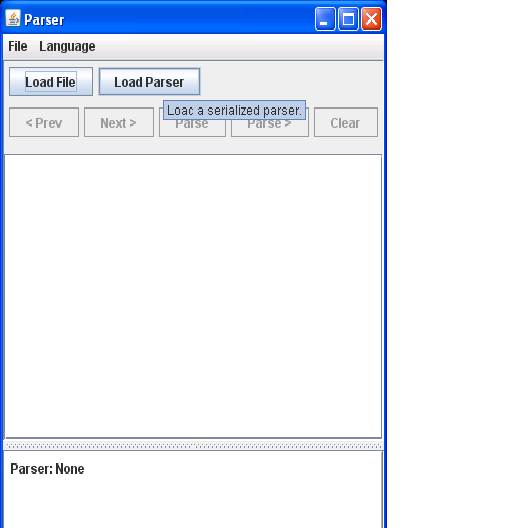 Parser
File Language
Load File Load Parser
Load a serialized parser.
< Prev Next > Parse Parse > Clear
Parser: None